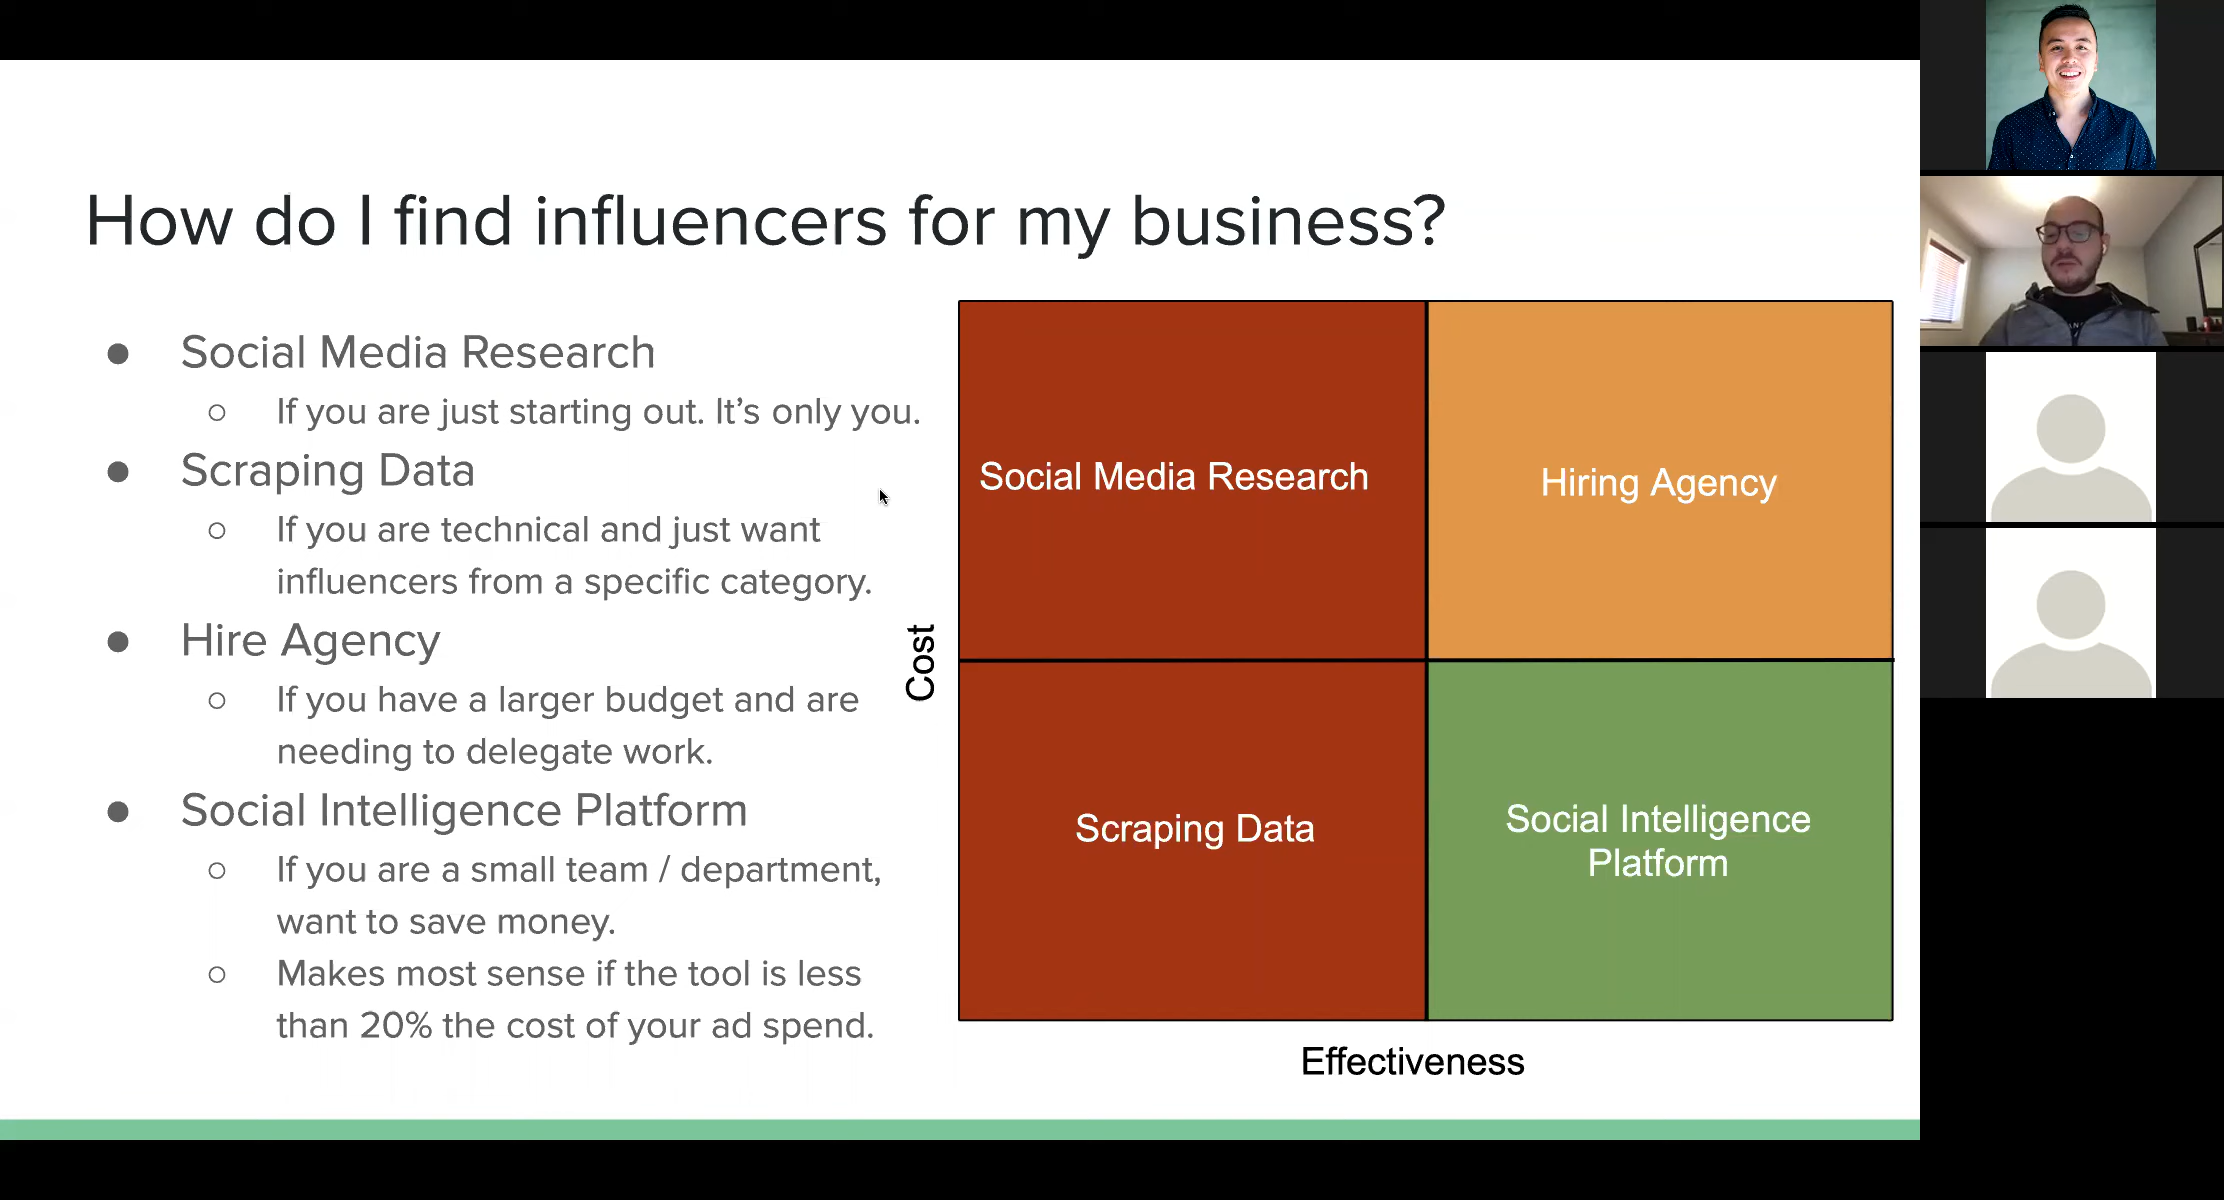 How do I find influencers for my business?
● Social Media Research
○ If you are just starting out. It’s only you.
● Scraping Data
○ If you are technical and just want
influencers from a specific category.
● Hire Agency
○ If you have a larger budget and are
needing to delegate work.
● Social Intelligence Platform
○ If you are a small team / department,
want to save money.
○ Makes most sense if the tool is less
than 20% the cost of your ad spend.
Cost
Social Media Research
Hiring Agency
Scraping Data
Social Intelligence
Platform
Effectiveness